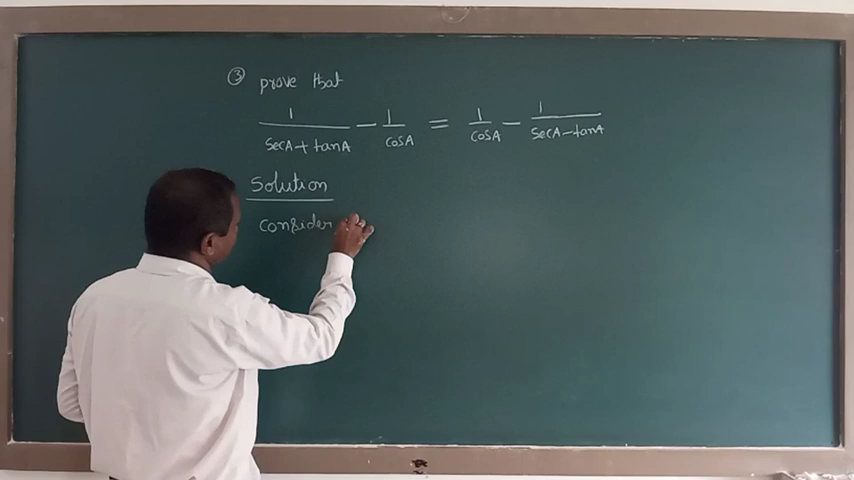 ③ prove that
1/(secA + tanA) - 1/cosA = 1/cosA - 1/(secA - tanA)
Solution
consider